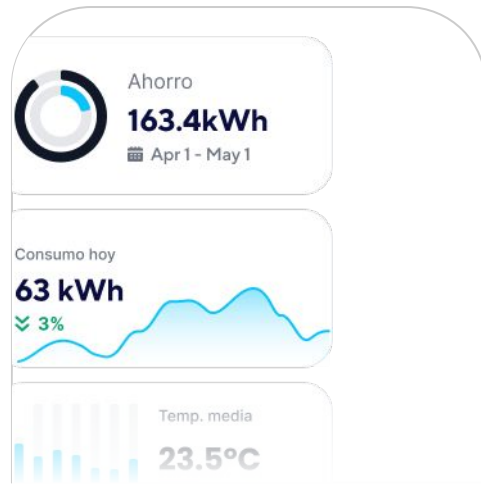 Ahorro
163.4kWh
Apr 1 - May 1
Consumo hoy
63 kWh
3%
Temp. media
23.5°C